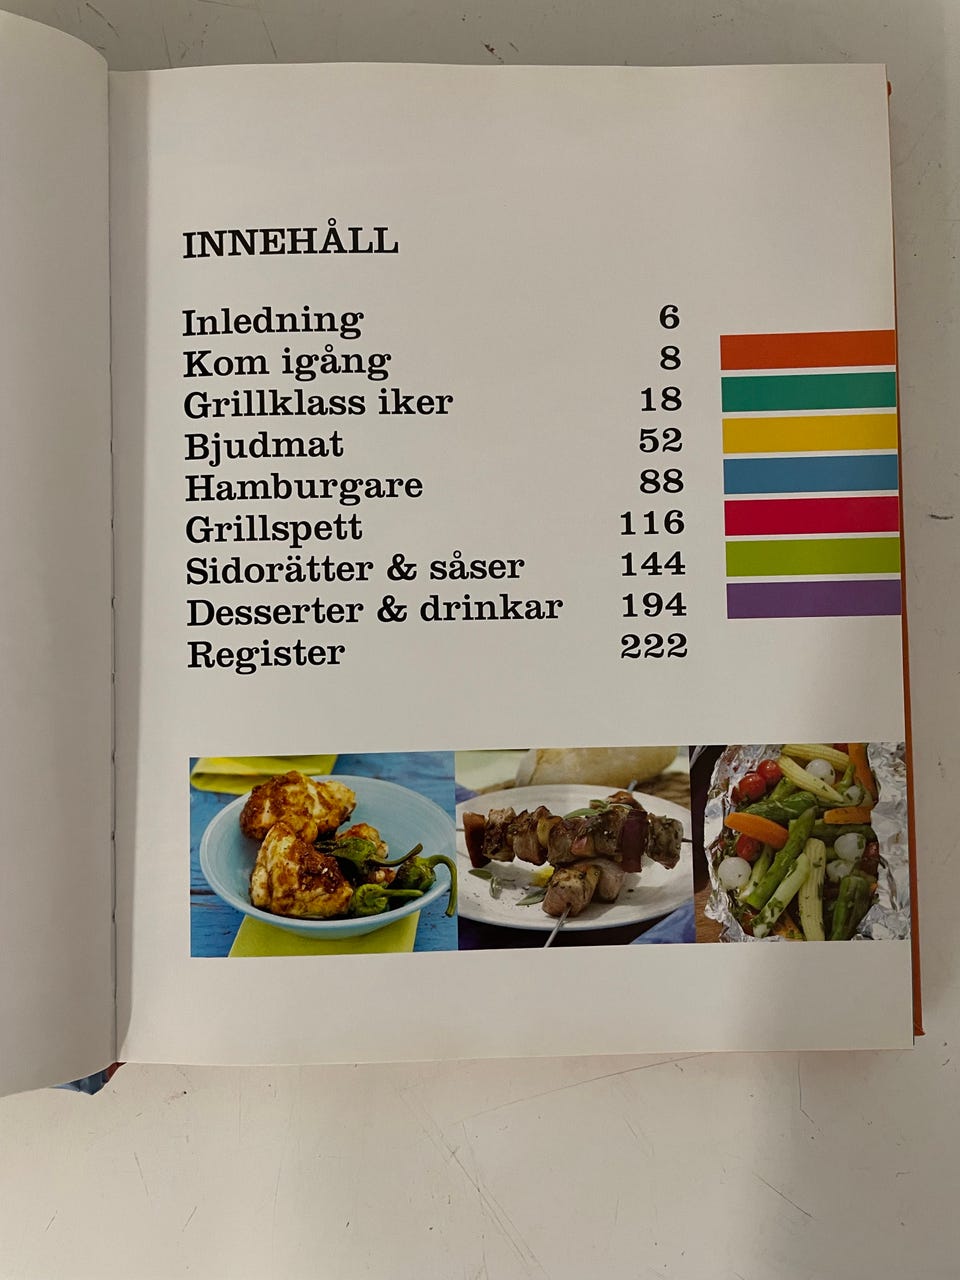 INNEHÅLL
Inledning 6
Kom igång 8
Grillklass iker 18
Bjudmat 52
Hamburgare 88
Grillspett 116
Sidorätter & såser 144
Desserter & drinkar 194
Register 222